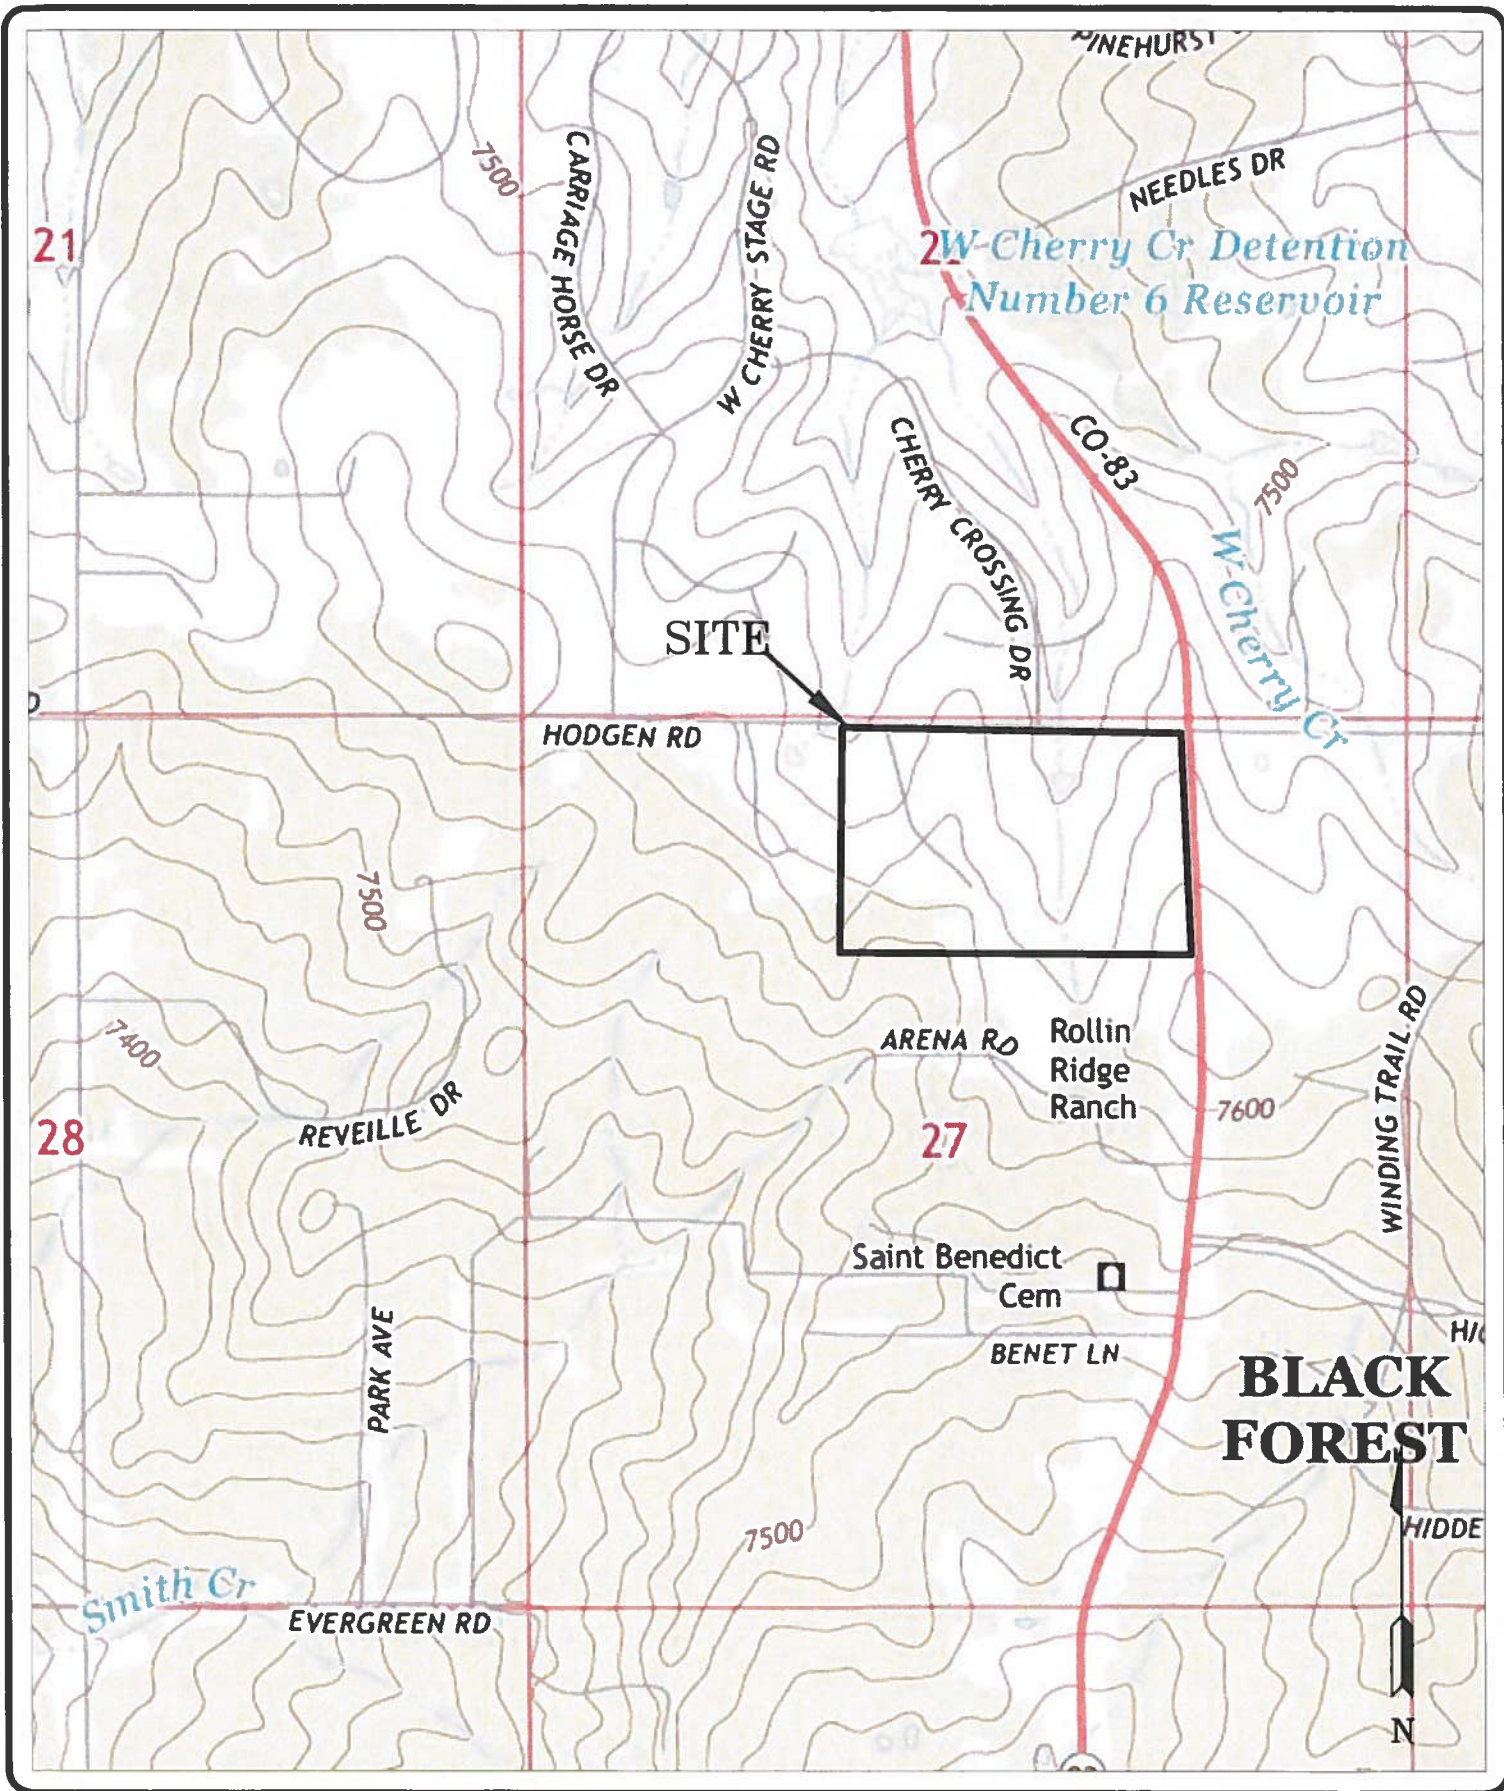 PINEHURST
CARRIAGE HORSE DR
7500
W CHERRY STAGE RD
NEEDLES DR
21
W-Cherry Cr Detention
Number 6 Reservoir
CO-83
CHERRY CROSSING DR
7500
W-Cherry Cr
SITE
HODGEN RD
7500
7400
REVEILLE DR
ARENA RD
Rollin
Ridge
Ranch
7600
WINDING TRAIL RD
28
27
Saint Benedict
Cem
BENET LN
PARK AVE
BLACK
FOREST
7500
HIDDE
Smith Cr
EVERGREEN RD
N